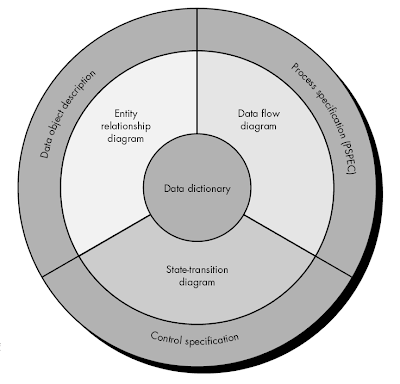 Data object description
Process specification (PSPEC)
Entity
relationship
diagram
Data flow
diagram
Data dictionary
State-transition
diagram
Control specification